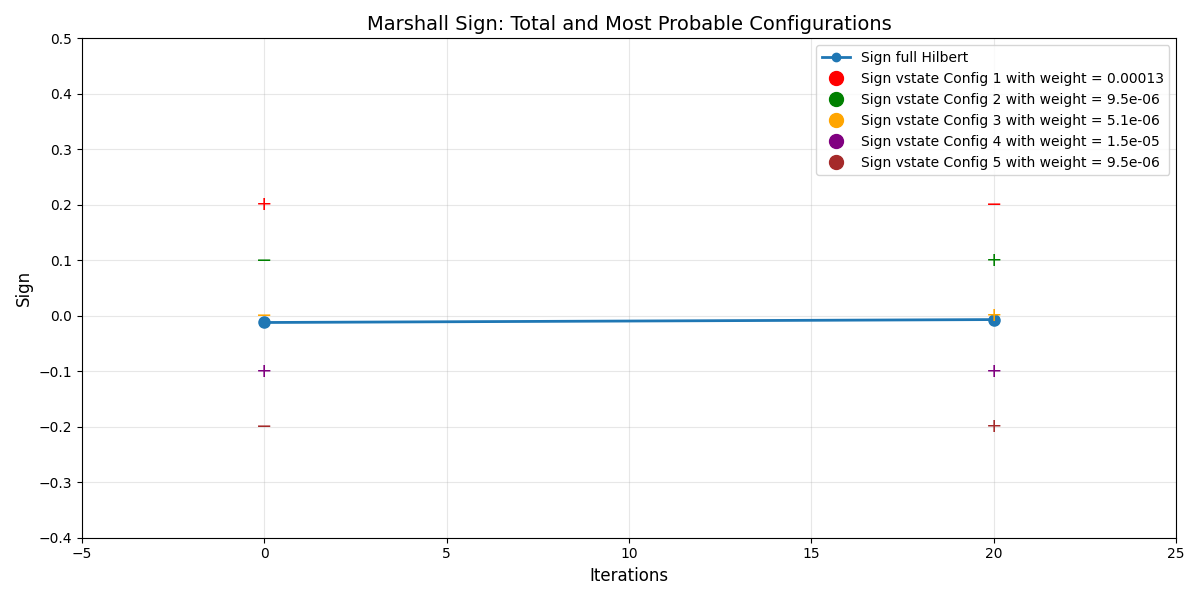 Marshall Sign: Total and Most Probable Configurations
Sign full Hilbert
Sign vstate Config 1 with weight = 0.00013
Sign vstate Config 2 with weight = 9.5e-06
Sign vstate Config 3 with weight = 5.1e-06
Sign vstate Config 4 with weight = 1.5e-05
Sign vstate Config 5 with weight = 9.5e-06
Sign
0.5
0.4
0.3
0.2
0.1
0.0
−0.1
−0.2
−0.3
−0.4
−5
0
5
10
15
20
25
Iterations